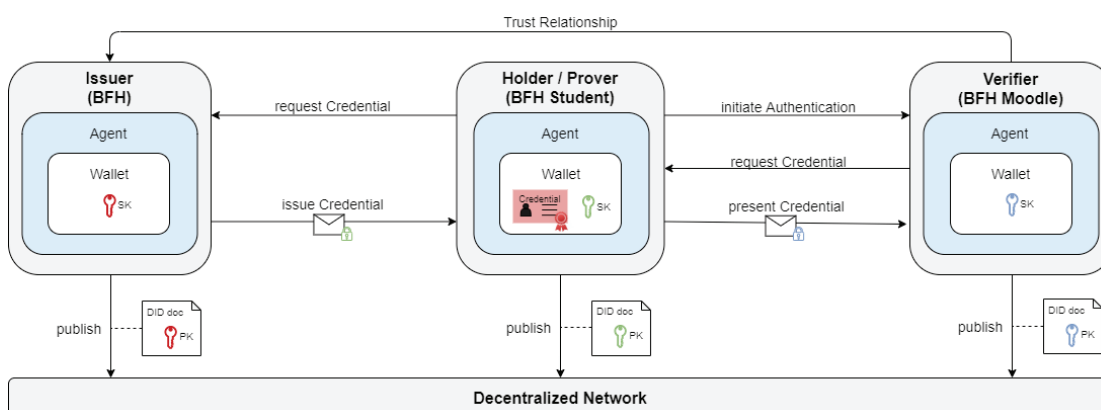 Trust Relationship
Issuer
(BFH)
Agent
Wallet
SK
request Credential
issue Credential
Holder / Prover
(BFH Student)
Agent
Wallet
Credential
SK
initiate Authentication
request Credential
present Credential
Verifier
(BFH Moodle)
Agent
Wallet
SK
publish
DID doc
PK
publish
DID doc
PK
publish
DID doc
PK
Decentralized Network